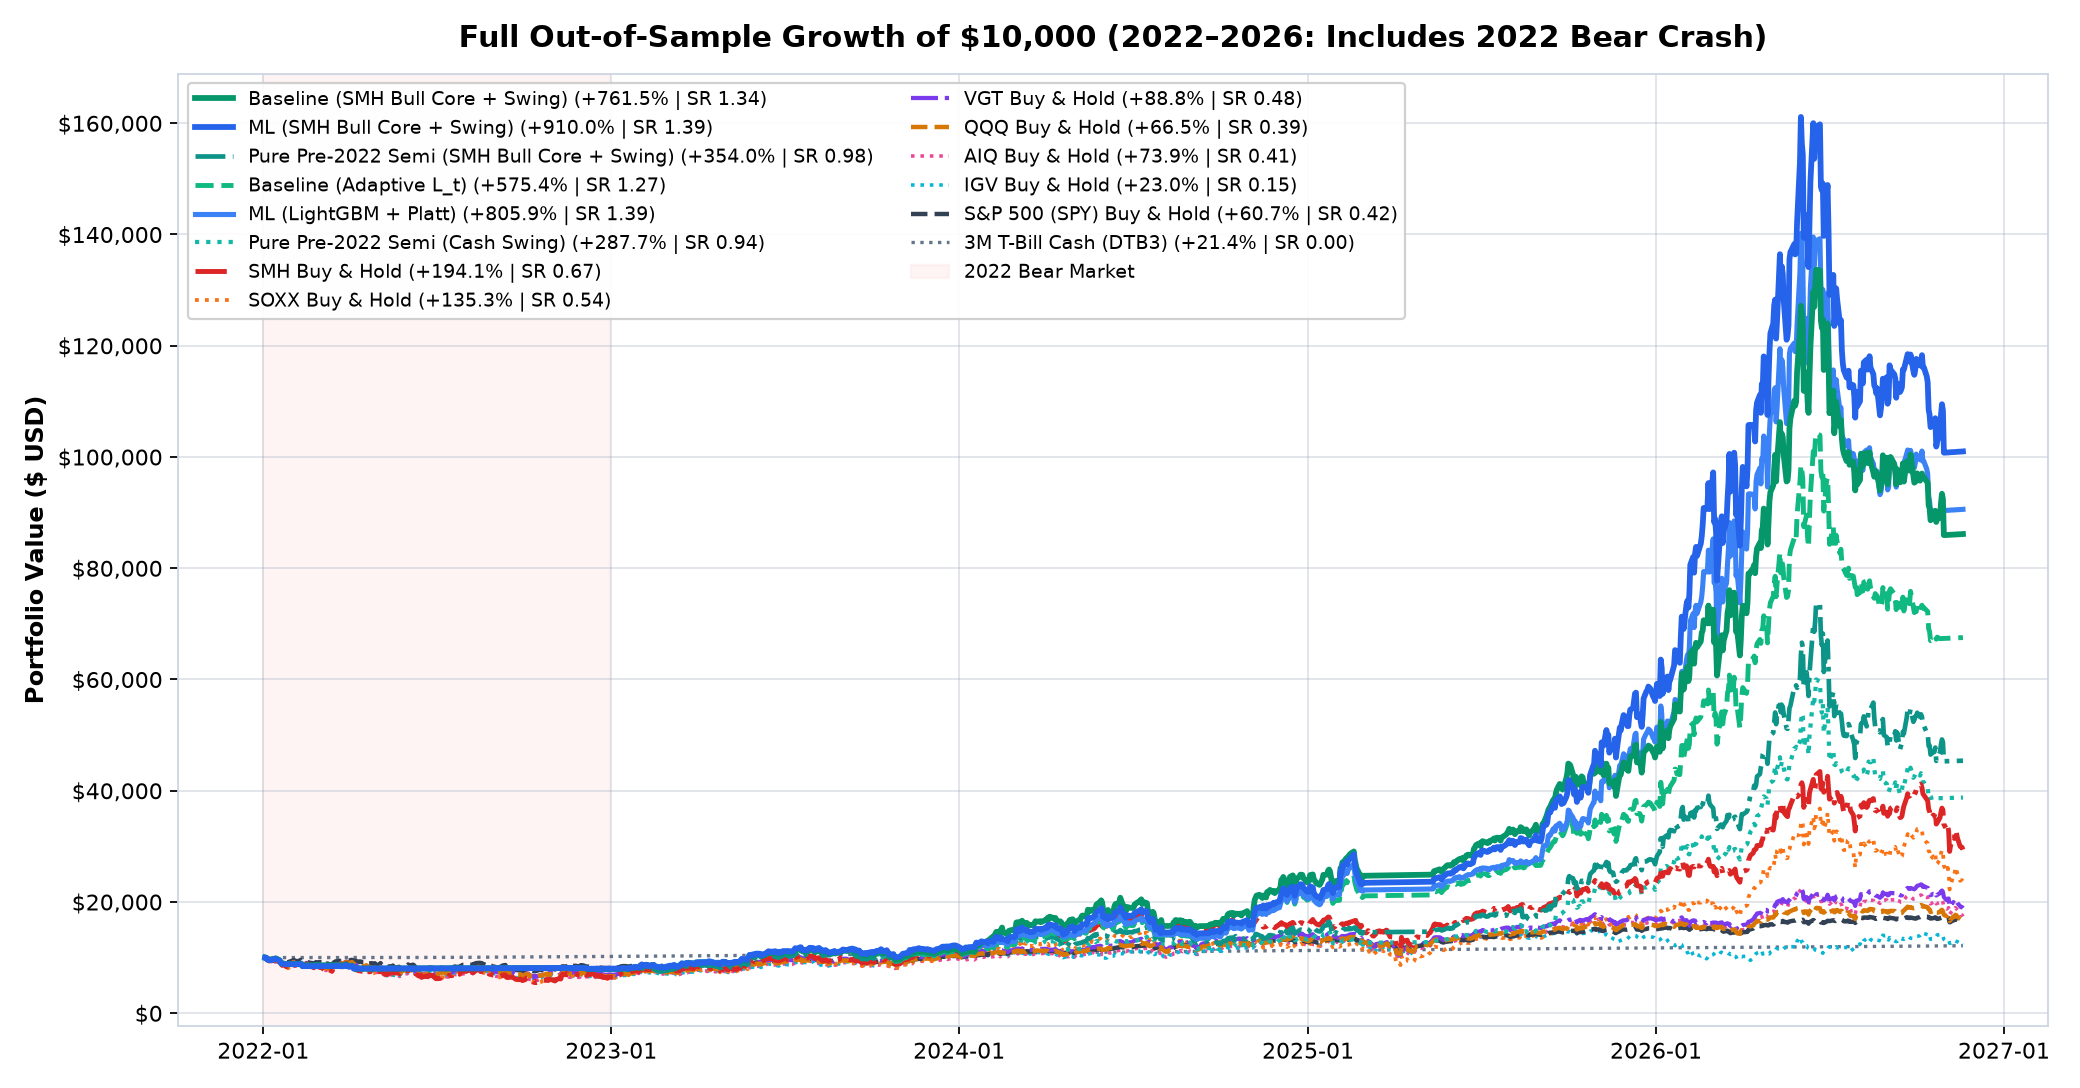 Full Out-of-Sample Growth of $10,000 (2022–2026: Includes 2022 Bear Crash)
Baseline (SMH Bull Core + Swing) (+761.5% | SR 1.34)
ML (SMH Bull Core + Swing) (+910.0% | SR 1.39)
Pure Pre-2022 Semi (SMH Bull Core + Swing) (+354.0% | SR 0.98)
Baseline (Adaptive L_t) (+575.4% | SR 1.27)
ML (LightGBM + Platt) (+805.9% | SR 1.39)
Pure Pre-2022 Semi (Cash Swing) (+287.7% | SR 0.94)
SMH Buy & Hold (+194.1% | SR 0.67)
SOXX Buy & Hold (+135.3% | SR 0.54)
VGT Buy & Hold (+88.8% | SR 0.48)
QQQ Buy & Hold (+66.5% | SR 0.39)
AIQ Buy & Hold (+73.9% | SR 0.41)
IGV Buy & Hold (+23.0% | SR 0.15)
S&P 500 (SPY) Buy & Hold (+60.7% | SR 0.42)
3M T-Bill Cash (DTB3) (+21.4% | SR 0.00)
2022 Bear Market
Portfolio Value ($ USD)
$160,000
$140,000
$120,000
$100,000
$80,000
$60,000
$40,000
$20,000
$0
2022-01
2023-01
2024-01
2025-01
2026-01
2027-01